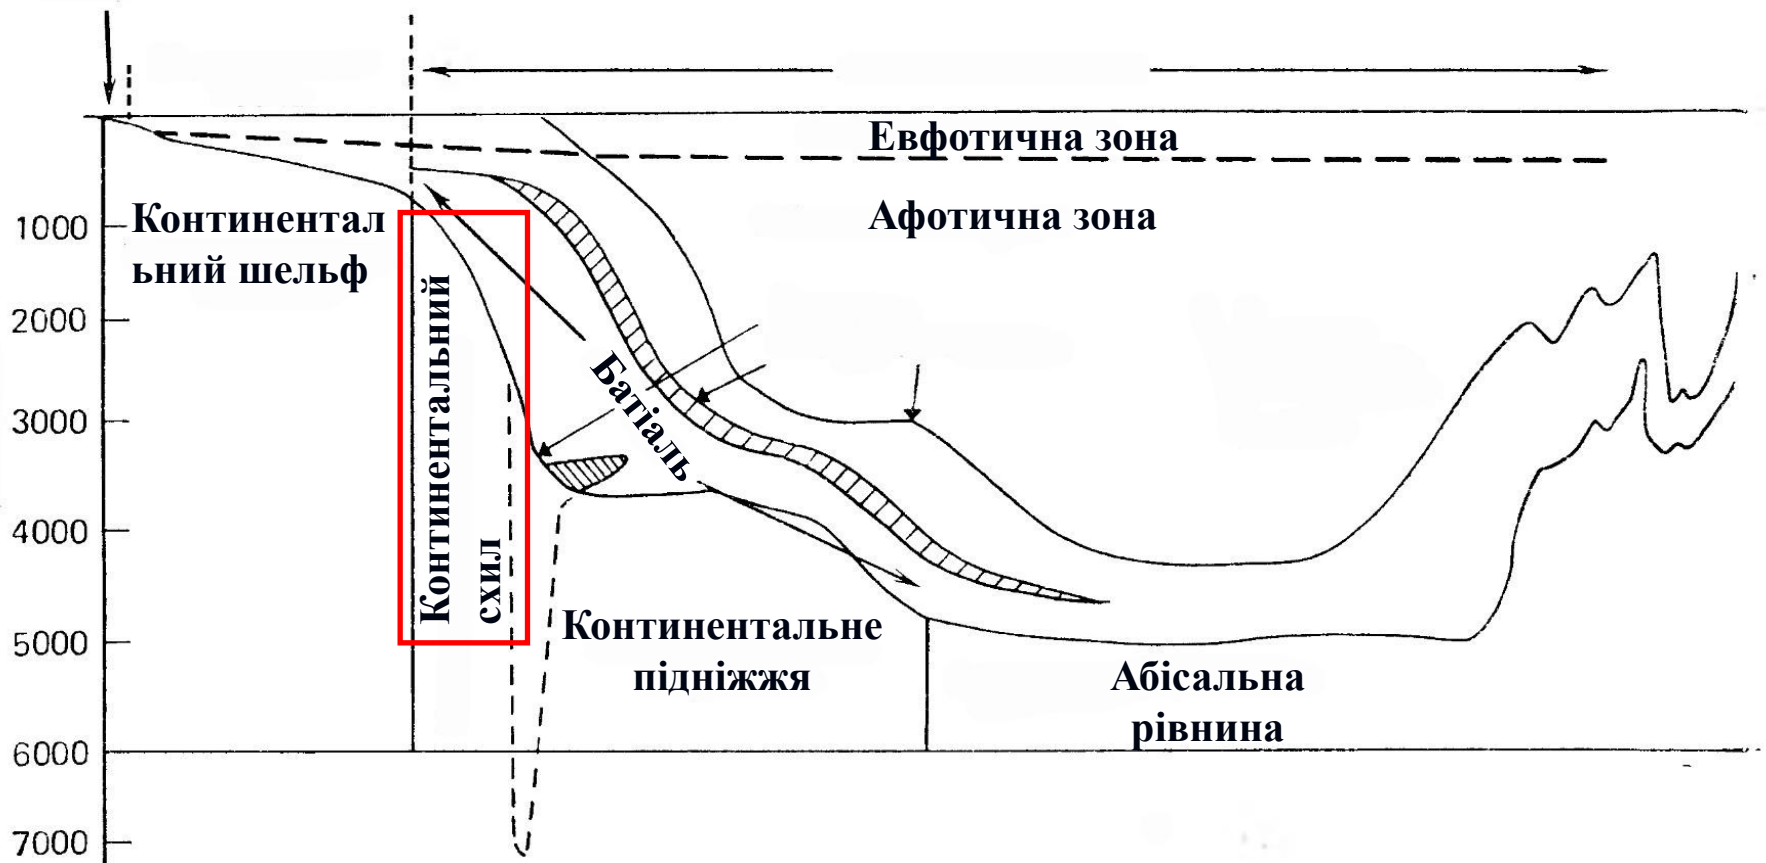 Евфотична зона
Афотична зона
Континентал
ьний шельф
1000
2000
3000
4000
5000
6000
7000
Континентальний
схил
Батіаль
Континентальне
підніжжя
Абісальна
рівнина